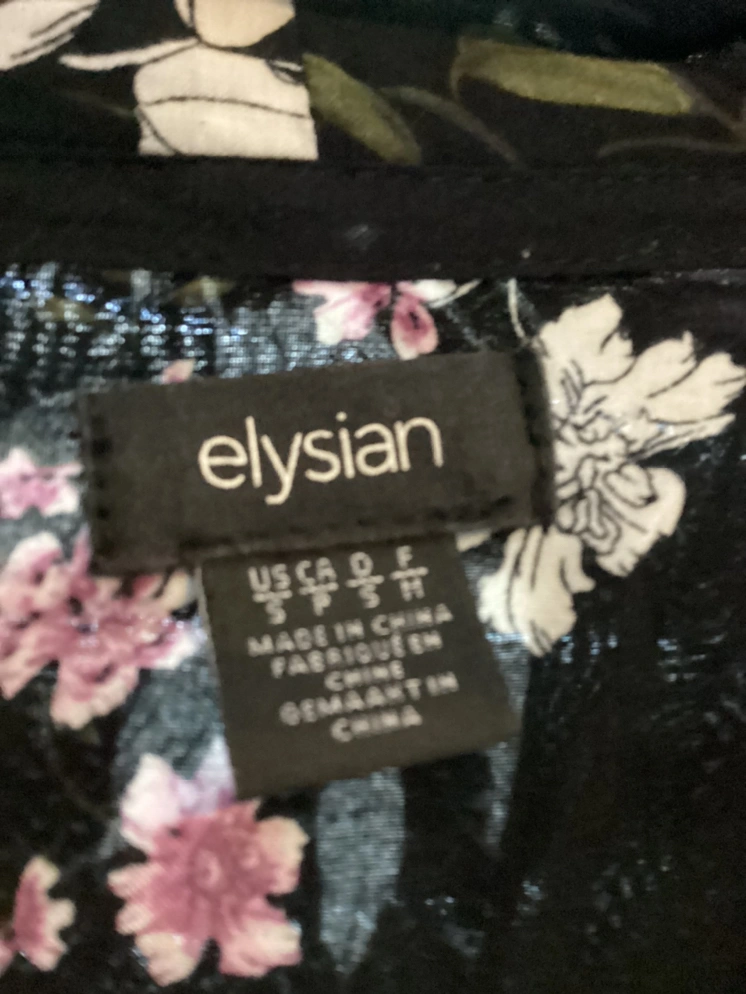 elysian
US CA D F
S P S M
MADE IN CHINA
FABRIQUÉ EN
CHINE
GEMAAKT IN
CHINA